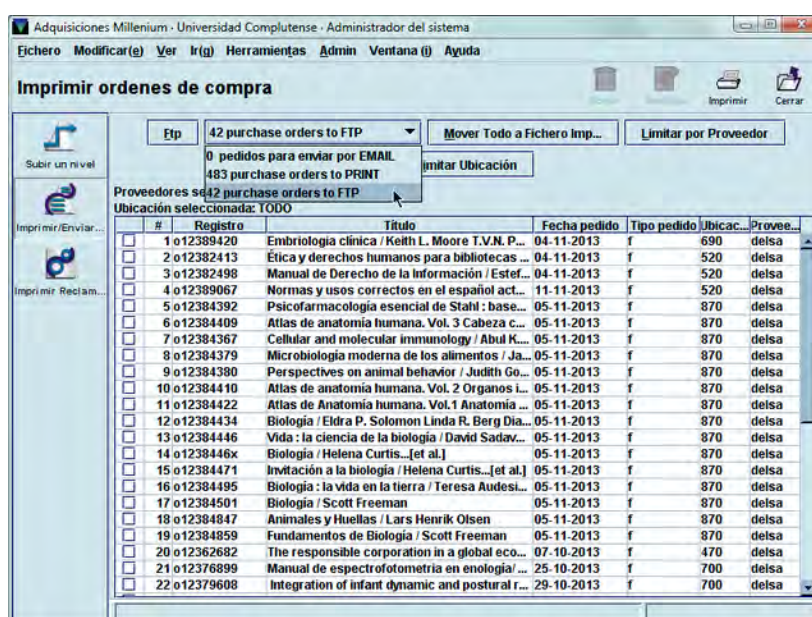 Adquisiciones Millenium · Universidad Complutense · Administrador del sistema
Fichero Modificar(e) Ver Ir(g) Herramientas Admin Ventana (i) Ayuda
Imprimir ordenes de compra
Imprimir Cerrar
Subir un nivel
Imprimir/Enviar...
Imprimir Reclam...
Ftp 42 purchase orders to FTP Mover Todo a Fichero Imp... Limitar por Proveedor
0 pedidos para enviar por EMAIL
483 purchase orders to PRINT
42 purchase orders to FTP
imitar Ubicación
Proveedores se
Ubicación seleccionada: TODO
# Registro Título Fecha pedido Tipo pedido Ubicac... Provee...
1 o12389420 Embriología clínica / Keith L. Moore T.V.N. P... 04-11-2013 f 690 delsa
2 o12382413 Ética y derechos humanos para bibliotecas ... 04-11-2013 f 520 delsa
3 o12382498 Manual de Derecho de la Información / Estef... 04-11-2013 f 520 delsa
4 o12389067 Normas y usos correctos en el español act... 11-11-2013 f 520 delsa
5 o12384392 Psicofarmacología esencial de Stahl : base... 05-11-2013 f 870 delsa
6 o12384409 Atlas de anatomía humana. Vol. 3 Cabeza c... 05-11-2013 f 870 delsa
7 o12384367 Cellular and molecular immunology / Abul K.... 05-11-2013 f 870 delsa
8 o12384379 Microbiología moderna de los alimentos / Ja... 05-11-2013 f 870 delsa
9 o12384380 Perspectives on animal behavior / Judith Go... 05-11-2013 f 870 delsa
10 o12384410 Atlas de anatomía humana. Vol. 2 Organos i... 05-11-2013 f 870 delsa
11 o12384422 Atlas de Anatomía humana. Vol.1 Anatomía ... 05-11-2013 f 870 delsa
12 o12384434 Biología / Eldra P. Solomon Linda R. Berg Dia... 05-11-2013 f 870 delsa
13 o12384446 Vida : la ciencia de la biología / David Sadav... 05-11-2013 f 870 delsa
14 o1238446x Biología / Helena Curtis...[et al.] 05-11-2013 f 870 delsa
15 o12384471 Invitación a la biología / Helena Curtis...[et al.] 05-11-2013 f 870 delsa
16 o12384495 Biología : la vida en la tierra / Teresa Audesi... 05-11-2013 f 870 delsa
17 o12384501 Biología / Scott Freeman 05-11-2013 f 870 delsa
18 o12384847 Animales y Huellas / Lars Henrik Olsen 05-11-2013 f 870 delsa
19 o12384859 Fundamentos de Biología / Scott Freeman 05-11-2013 f 870 delsa
20 o12362682 The responsible corporation in a global eco... 07-10-2013 f 470 delsa
21 o12376899 Manual de espectrofotometria en enología/ ... 25-10-2013 f 700 delsa
22 o12379608 Integration of infant dynamic and postural r... 29-10-2013 f 700 delsa